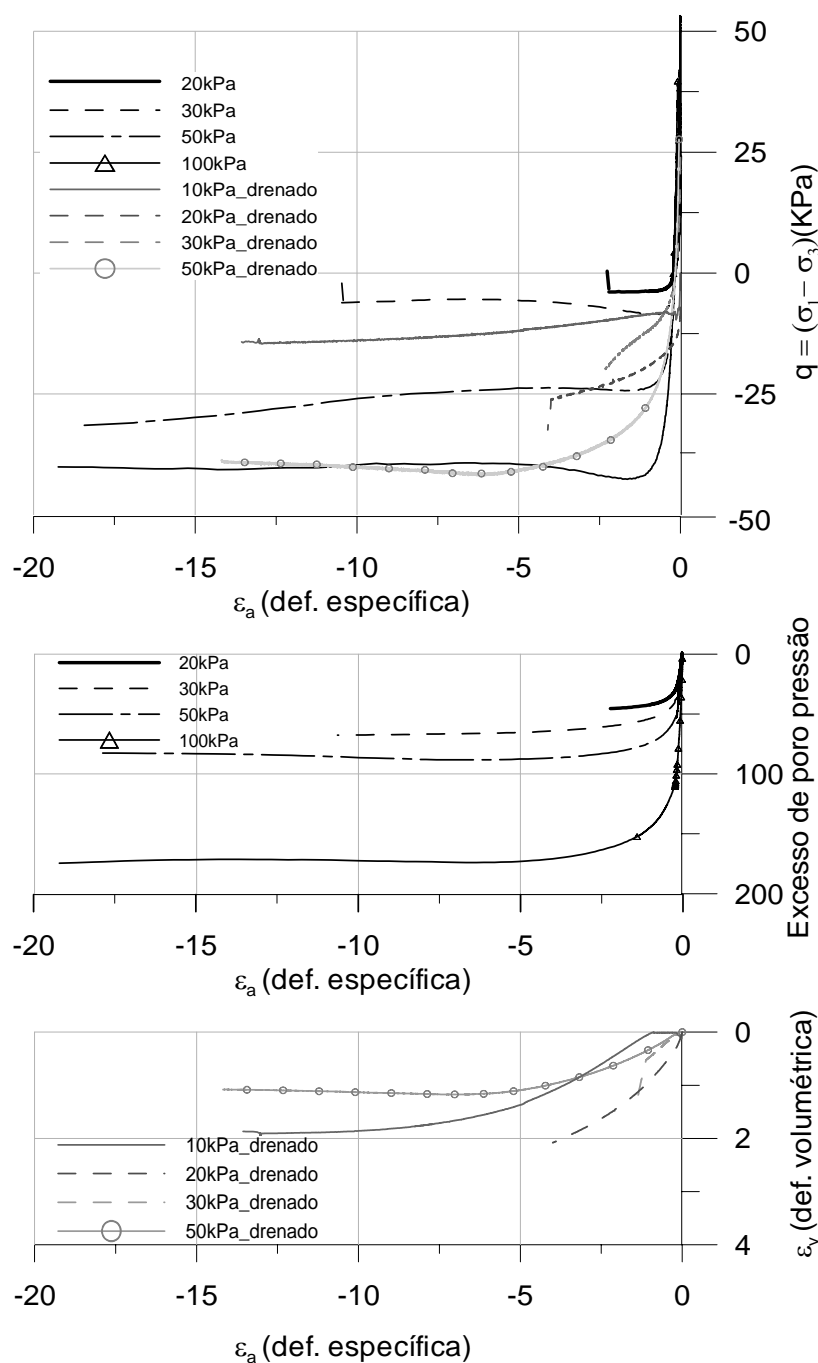 50
25
0
-25
-50
q = (σ1 – σ3)(KPa)
20kPa
30kPa
50kPa
100kPa
10kPa_drenado
20kPa_drenado
30kPa_drenado
50kPa_drenado
-20 -15 -10 -5 0
εa (def. específica)
0
100
200
Excesso de poro pressão
20kPa
30kPa
50kPa
100kPa
-20 -15 -10 -5 0
εa (def. específica)
0
2
4
εv (def. volumétrica)
10kPa_drenado
20kPa_drenado
30kPa_drenado
50kPa_drenado
-20 -15 -10 -5 0
εa (def. específica)